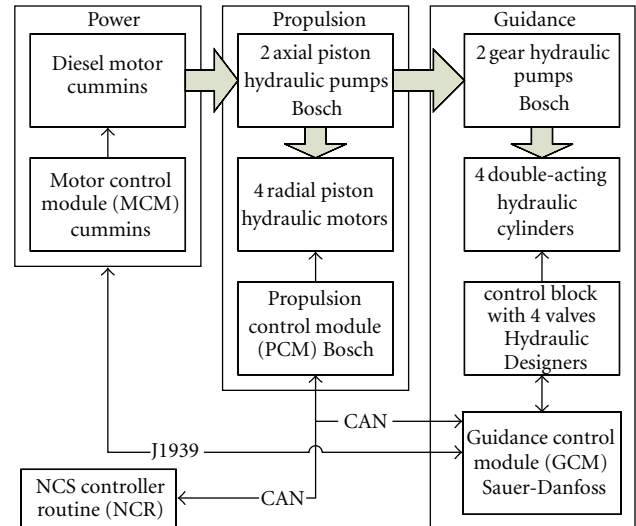 Power
Diesel motor
cummins
Motor control
module (MCM)
cummins
Propulsion
2 axial piston
hydraulic pumps
Bosch
4 radial piston
hydraulic motors
Propulsion
control module
(PCM) Bosch
Guidance
2 gear hydraulic
pumps
Bosch
4 double-acting
hydraulic
cylinders
control block
with 4 valves
Hydraulic
Designers
Guidance control
module (GCM)
Sauer-Danfoss
CAN
J1939
CAN
NCS controller
routine (NCR)